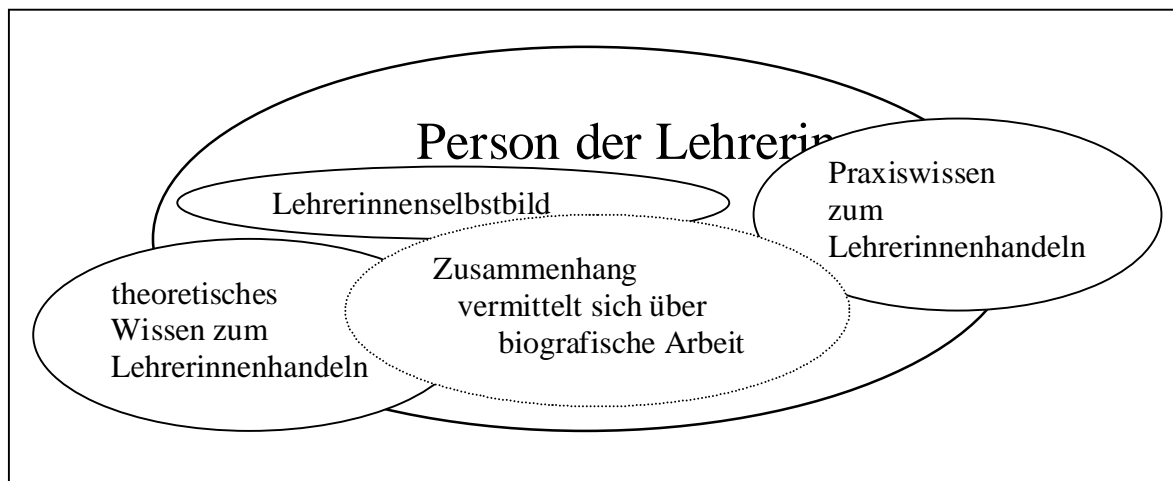 Person der Lehrerin
Lehrerinnenselbstbild
Praxiswissen
zum
Lehrerinnenhandeln
theoretisches
Wissen zum
Lehrerinnenhandeln
Zusammenhang
vermittelt sich über
biografische Arbeit